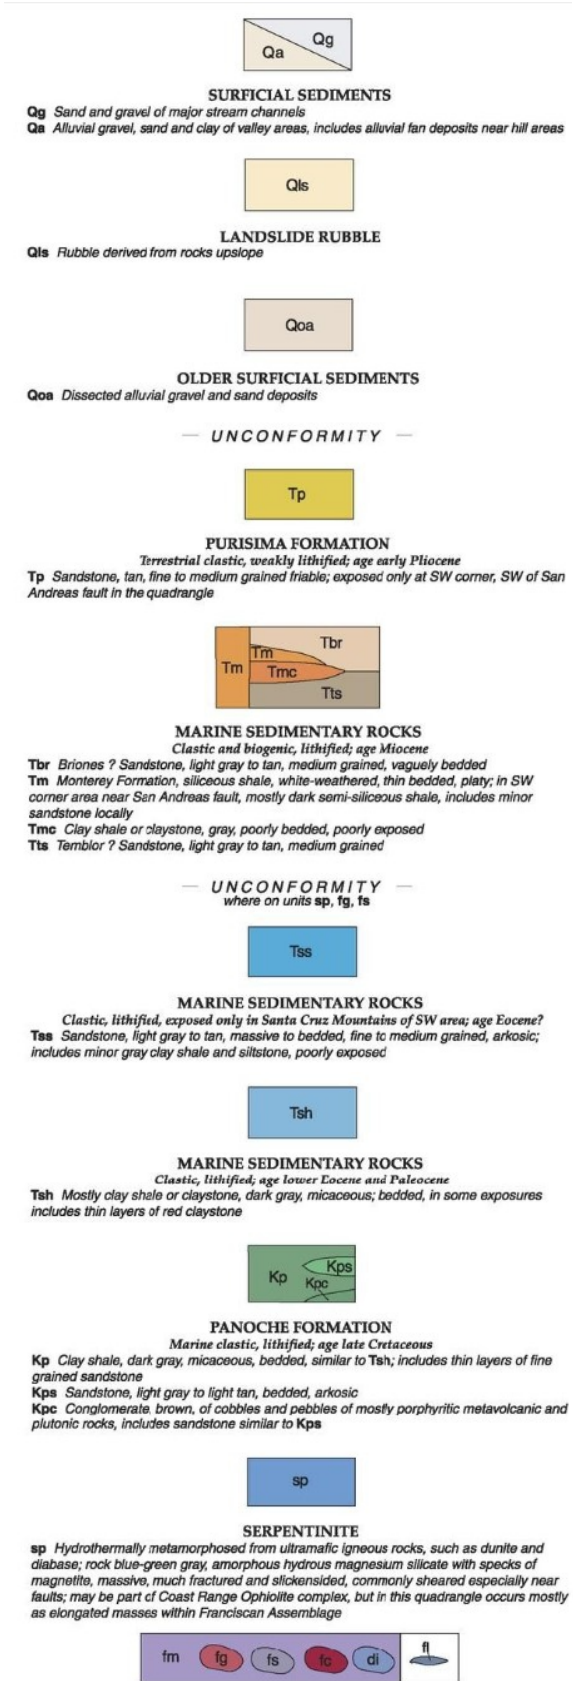 Qa
Qg
SURFICIAL SEDIMENTS
Qg Sand and gravel of major stream channels
Qa Alluvial gravel, sand and clay of valley areas, includes alluvial fan deposits near hill areas
Qls
LANDSLIDE RUBBLE
Qls Rubble derived from rocks upslope
Qoa
OLDER SURFICIAL SEDIMENTS
Qoa Dissected alluvial gravel and sand deposits
— UNCONFORMITY —
Tp
PURISIMA FORMATION
Terrestrial clastic, weakly lithified; age early Pliocene
Tp Sandstone, tan, fine to medium grained friable; exposed only at SW corner, SW of San
Andreas fault in the quadrangle
Tbr
Tm
Tm
Tmc
Tts
MARINE SEDIMENTARY ROCKS
Clastic and biogenic, lithified; age Miocene
Tbr Briones ? Sandstone, light gray to tan, medium grained, vaguely bedded
Tm Monterey Formation, siliceous shale, white-weathered, thin bedded, platy; in SW
corner area near San Andreas fault, mostly dark semi-siliceous shale, includes minor
sandstone locally
Tmc Clay shale or claystone, gray, poorly bedded, poorly exposed
Tts Temblor ? Sandstone, light gray to tan, medium grained
— UNCONFORMITY —
where on units sp, fg, fs
Tss
MARINE SEDIMENTARY ROCKS
Clastic, lithified, exposed only in Santa Cruz Mountains of SW area; age Eocene?
Tss Sandstone, light gray to tan, massive to bedded, fine to medium grained, arkosic;
includes minor gray clay shale and siltstone, poorly exposed
Tsh
MARINE SEDIMENTARY ROCKS
Clastic, lithified; age lower Eocene and Paleocene
Tsh Mostly clay shale or claystone, dark gray, micaceous; bedded, in some exposures
includes thin layers of red claystone
Kp
Kps
Kpc
PANOCHE FORMATION
Marine clastic, lithified; age late Cretaceous
Kp Clay shale, dark gray, micaceous, bedded, similar to Tsh; includes thin layers of fine
grained sandstone
Kps Sandstone, light gray to light tan, bedded, arkosic
Kpc Conglomerate, brown, of cobbles and pebbles of mostly porphyritic metavolcanic and
plutonic rocks, includes sandstone similar to Kps
sp
SERPENTINITE
sp Hydrothermally metamorphosed from ultramafic igneous rocks, such as dunite and
diabase; rock blue-green gray, amorphous hydrous magnesium silicate with specks of
magnetite, massive, much fractured and slickensided, commonly sheared especially near
faults; may be part of Coast Range Ophiolite complex, but in this quadrangle occurs mostly
as elongated masses within Franciscan Assemblage
fm fg fs fc di fl